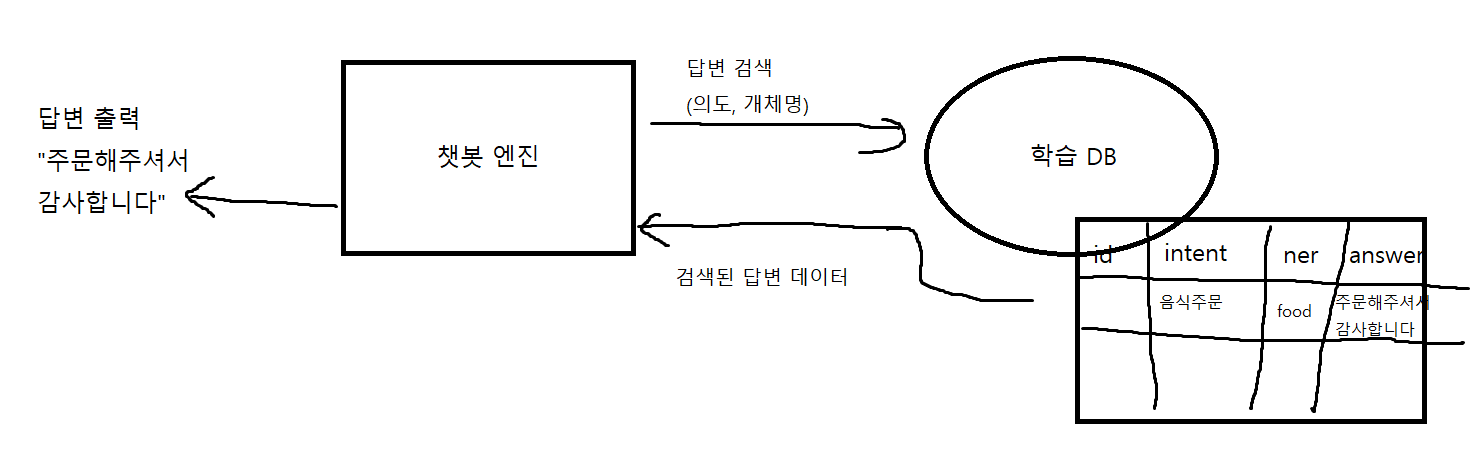 답변 출력
"주문해주셔서
감사합니다"
챗봇 엔진
답변 검색
(의도, 개체명)
학습 DB
검색된 답변 데이터
id intent ner answer
음식주문 food 주문해주셔서
감사합니다